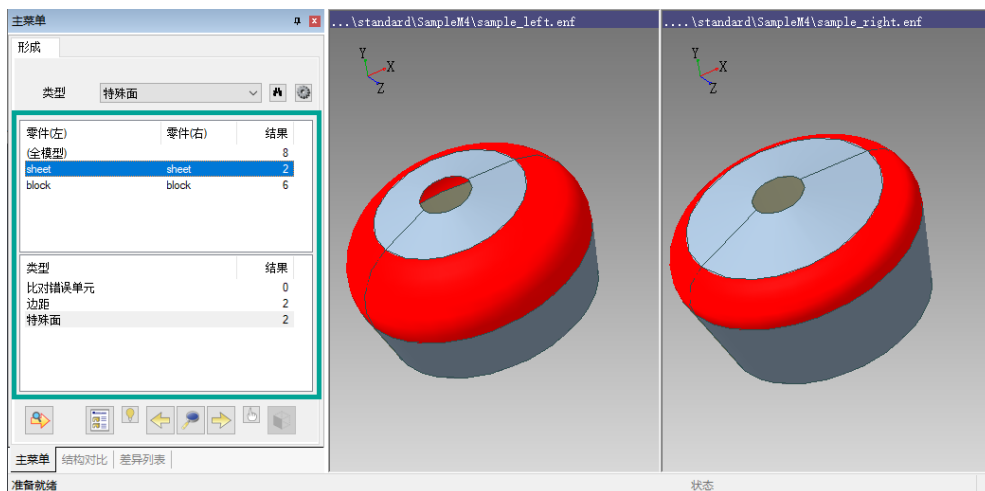 主菜单
形成
类型 特殊面
零件(左) 零件(右) 结果
(全模型) 8
sheet sheet 2
block block 6
类型 结果
比对错误单元 0
边距 2
特殊面 2
主菜单 结构对比 差异列表
准备就绪 状态
...\standard\SampleM4\sample_left.enf
Y
X
Z
....\standard\SampleM4\sample_right.enf
Y
X
Z